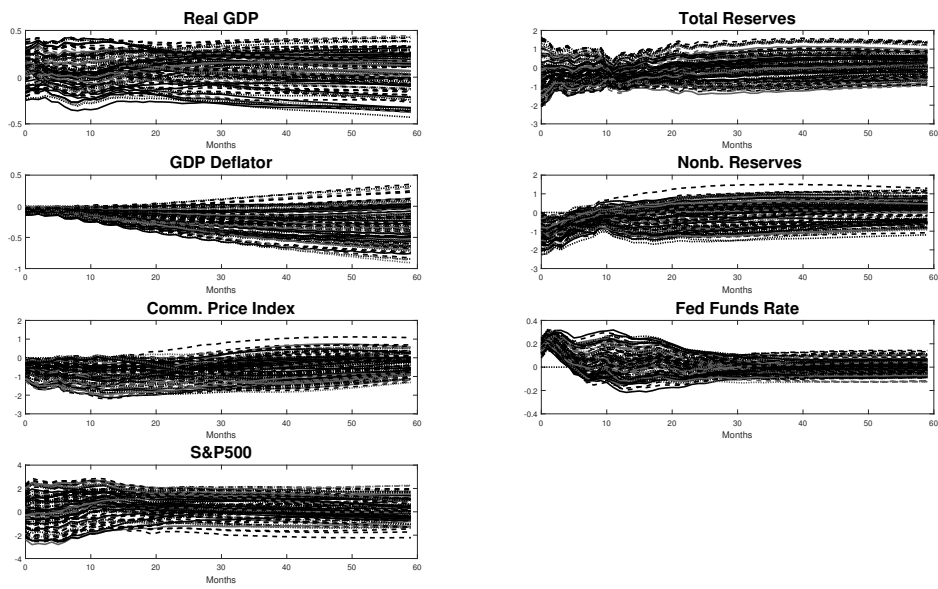 Real GDP
0.5
0
-0.5
0 10 20 30 40 50 60
Months
Total Reserves
2
1
0
-1
-2
-3
0 10 20 30 40 50 60
Months
GDP Deflator
0.5
0
-0.5
-1
0 10 20 30 40 50 60
Months
Nonb. Reserves
2
1
0
-1
-2
-3
0 10 20 30 40 50 60
Months
Comm. Price Index
2
1
0
-1
-2
-3
0 10 20 30 40 50 60
Months
Fed Funds Rate
0.4
0.2
0
-0.2
-0.4
0 10 20 30 40 50 60
Months
S&P500
4
2
0
-2
-4
0 10 20 30 40 50 60
Months